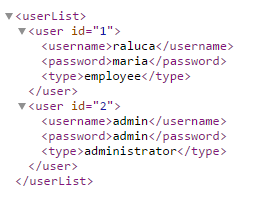 <userList>
<user id="1">
<username>raluca</username>
<password>maria</password>
<type>employee</type>
</user>
<user id="2">
<username>admin</username>
<password>admin</password>
<type>administrator</type>
</user>
</userList>